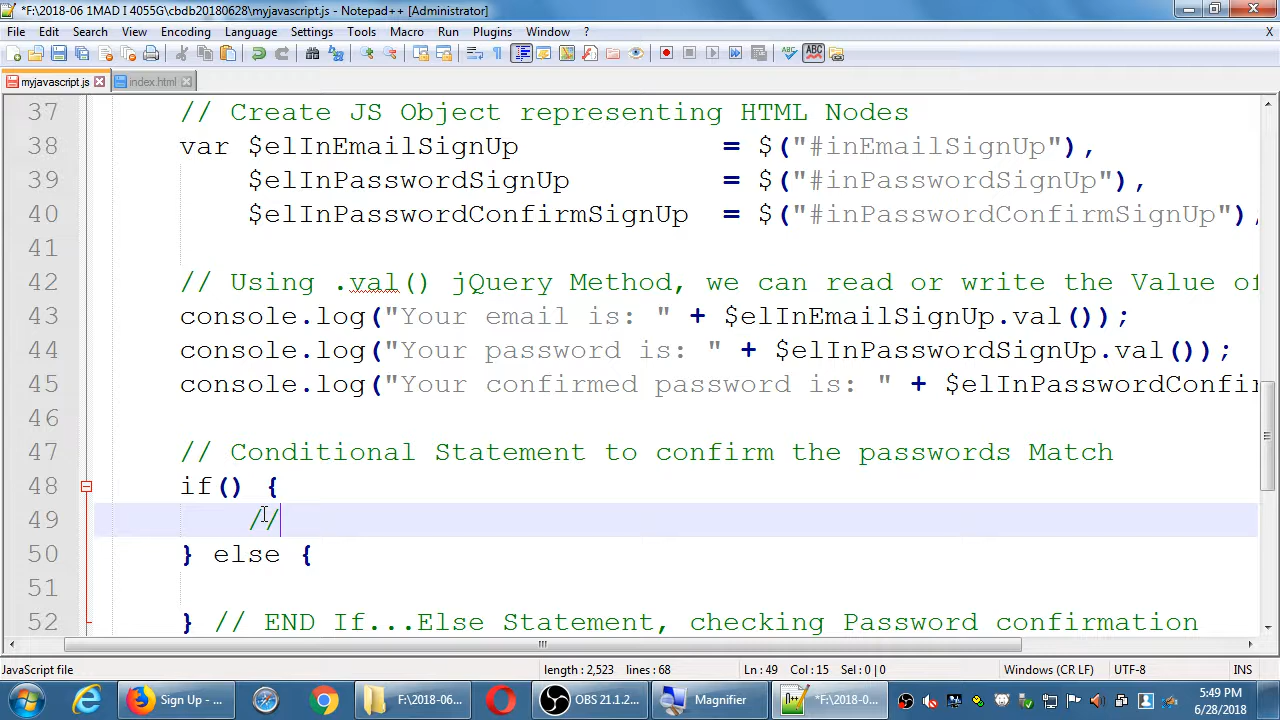 *F:\2018-06 1MAD I 4055G\cbdb20180628\myjavascript.js - Notepad++ [Administrator]
File Edit Search View Encoding Language Settings Tools Macro Run Plugins Window ?
myjavascript.js index.html
37 // Create JS Object representing HTML Nodes
38 var $elInEmailSignUp = $("#inEmailSignUp"),
39 $elInPasswordSignUp = $("#inPasswordSignUp"),
40 $elInPasswordConfirmSignUp = $("#inPasswordConfirmSignUp"),
41
42 // Using .val() jQuery Method, we can read or write the Value of
43 console.log("Your email is: " + $elInEmailSignUp.val());
44 console.log("Your password is: " + $elInPasswordSignUp.val());
45 console.log("Your confirmed password is: " + $elInPasswordConfir
46
47 // Conditional Statement to confirm the passwords Match
48 if() {
49 //
50 } else {
51
52 } // END If...Else Statement, checking Password confirmation
JavaScript file length : 2,523 lines : 68 Ln : 49 Col : 15 Sel : 0 | 0 Windows (CR LF) UTF-8 INS
Sign Up - ... F:\2018-06... OBS 21.1.2... Magnifier *F:\2018-0... 5:49 PM
6/28/2018